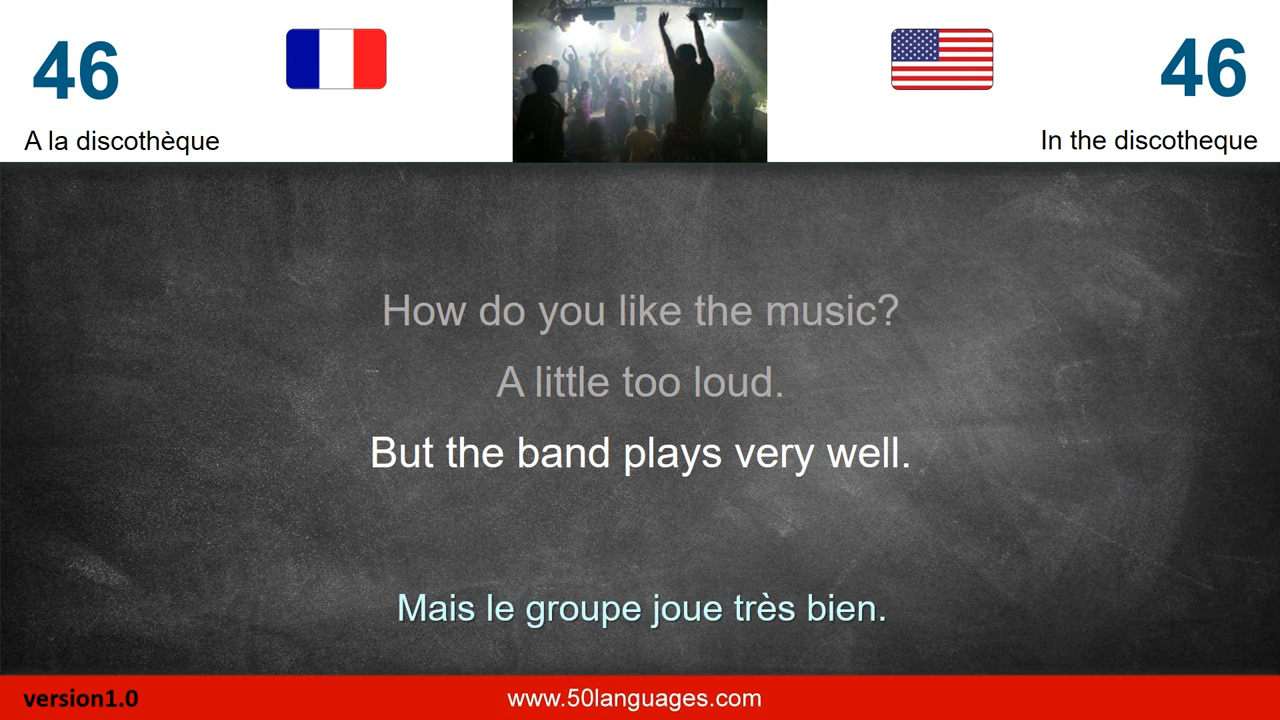 46
46
A la discothèque
In the discotheque
How do you like the music?
A little too loud.
But the band plays very well.
Mais le groupe joue très bien.
version1.0
www.50languages.com